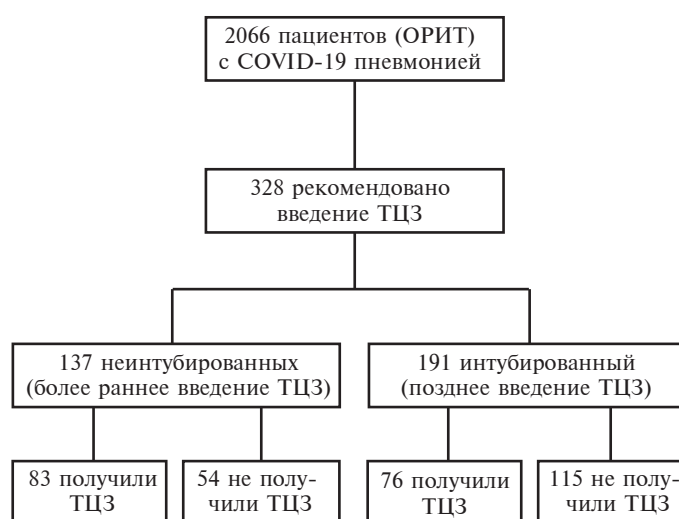 2066 пациентов (ОРИТ)
с COVID-19 пневмонией
328 рекомендовано
введение ТЦЗ
137 неинтубированных
(более раннее введение ТЦЗ)
191 интубированный
(позднее введение ТЦЗ)
83 получили
ТЦЗ
54 не полу-
чили ТЦЗ
76 получили
ТЦЗ
115 не полу-
чили ТЦЗ